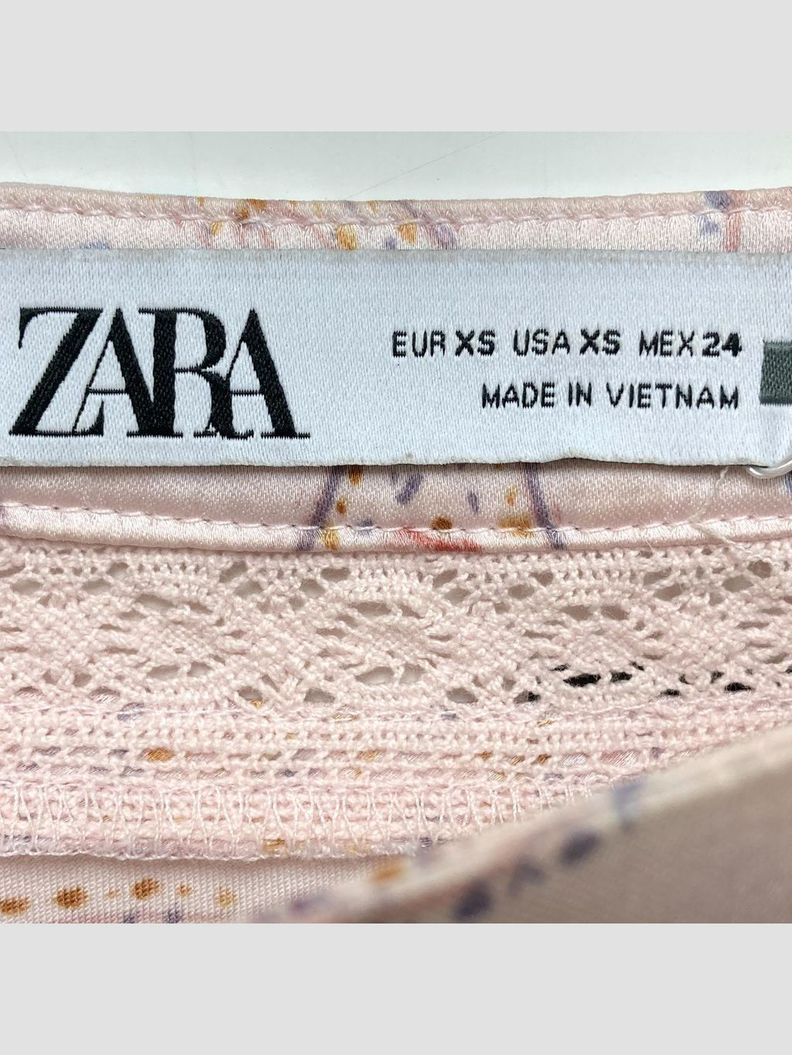 ZARA
EUR XS USA XS MEX 24
MADE IN VIETNAM